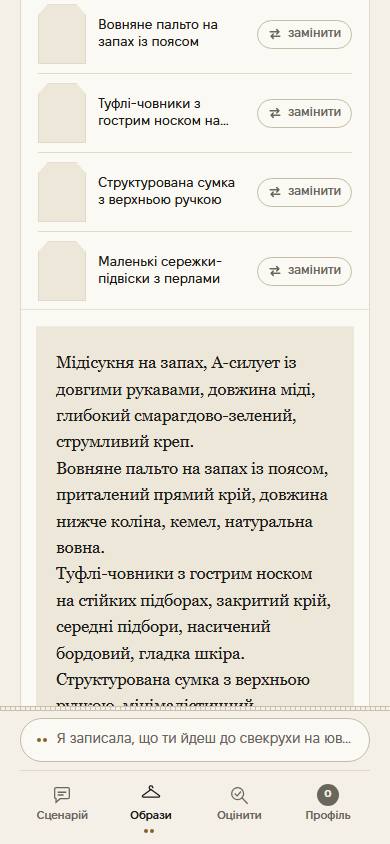 Вовняне пальто на
запах із поясом
замінити
Туфлі-човники з
гострим носком на...
замінити
Структурована сумка
з верхньою ручкою
замінити
Маленькі сережки-
підвіски з перлами
замінити
Мідісукня на запах, А-силует із
довгими рукавами, довжина міді,
глибокий смарагдово-зелений,
струмливий креп.
Вовняне пальто на запах із поясом,
приталений прямий крій, довжина
нижче коліна, кемел, натуральна
вовна.
Туфлі-човники з гострим носком
на стійких підборах, закритий крій,
середні підбори, насичений
бордовий, гладка шкіра.
Структурована сумка з верхньою
Я записала, що ти йдеш до свекрухи на юв...
Сценарій
Образи
Оцінити
0
Профіль